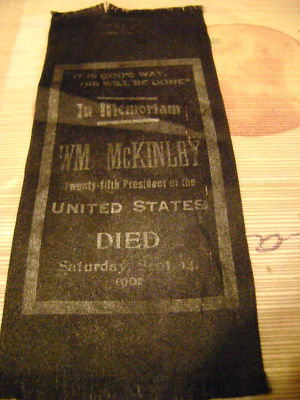 "IT IS GOD'S WAY,
HIS WILL BE DONE"
In Memoriam
WM McKINLEY
Twenty-fifth President of the
UNITED STATES
DIED
Saturday, Sept. 14,
1901